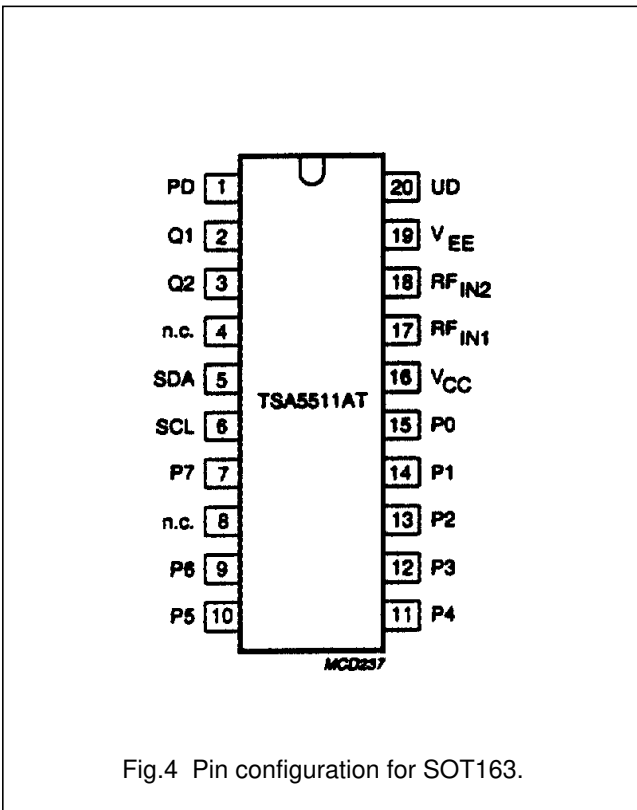 PD 1 20 UD
Q1 2 19 VEE
Q2 3 18 RFIN2
n.c. 4 17 RFIN1
SDA 5 16 VCC
TSA5511AT
SCL 6 15 P0
P7 7 14 P1
n.c. 8 13 P2
P6 9 12 P3
P5 10 11 P4
MCD237
Fig.4 Pin configuration for SOT163.